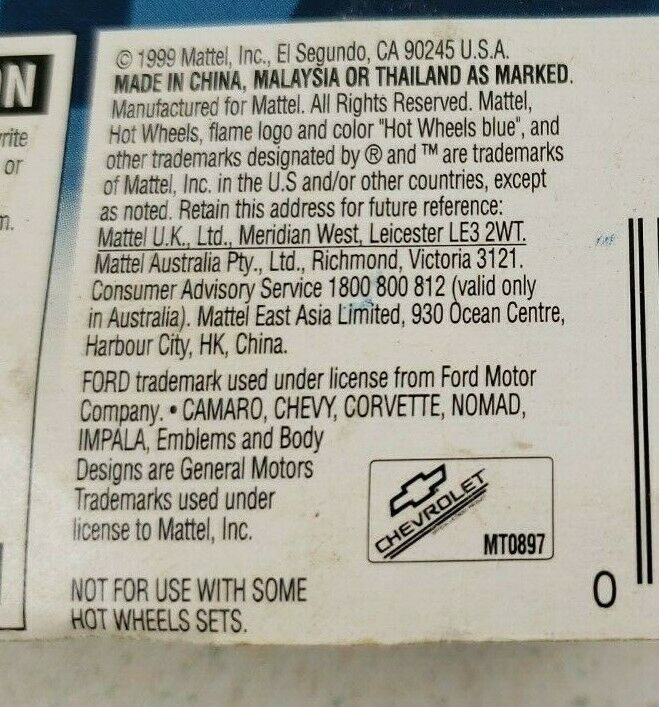 ON
rite
or
m.
© 1999 Mattel, Inc., El Segundo, CA 90245 U.S.A.
MADE IN CHINA, MALAYSIA OR THAILAND AS MARKED.
Manufactured for Mattel. All Rights Reserved. Mattel,
Hot Wheels, flame logo and color "Hot Wheels blue", and
other trademarks designated by ® and ™ are trademarks
of Mattel, Inc. in the U.S and/or other countries, except
as noted. Retain this address for future reference:
Mattel U.K., Ltd., Meridian West, Leicester LE3 2WT.
Mattel Australia Pty., Ltd., Richmond, Victoria 3121.
Consumer Advisory Service 1800 800 812 (valid only
in Australia). Mattel East Asia Limited, 930 Ocean Centre,
Harbour City, HK, China.
FORD trademark used under license from Ford Motor
Company. • CAMARO, CHEVY, CORVETTE, NOMAD,
IMPALA, Emblems and Body
Designs are General Motors
Trademarks used under
license to Mattel, Inc.
CHEVROLET
MT0897
NOT FOR USE WITH SOME
HOT WHEELS SETS.
0